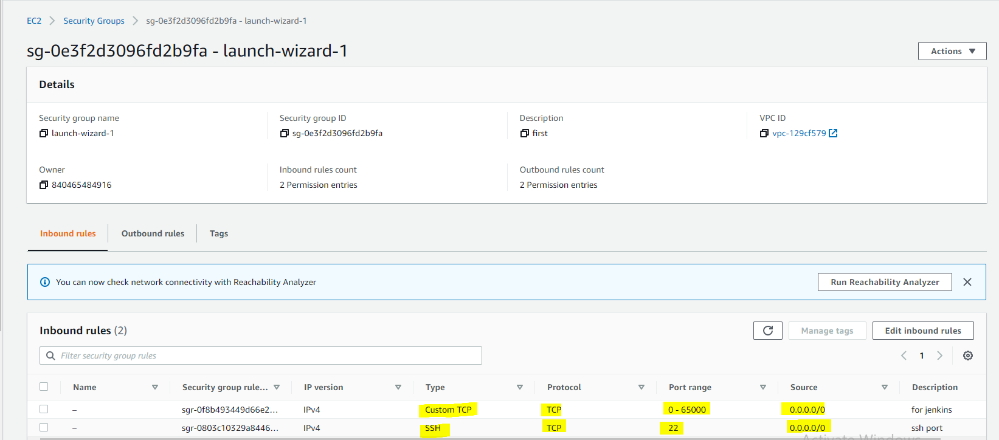 EC2 > Security Groups > sg-0e3f2d3096fd2b9fa - launch-wizard-1
sg-0e3f2d3096fd2b9fa - launch-wizard-1
Actions
Details
Security group name Security group ID Description VPC ID
launch-wizard-1 sg-0e3f2d3096fd2b9fa first vpc-129cf579
Owner Inbound rules count Outbound rules count
840465484916 2 Permission entries 2 Permission entries
Inbound rules Outbound rules Tags
You can now check network connectivity with Reachability Analyzer Run Reachability Analyzer
Inbound rules (2) Manage tags Edit inbound rules
Filter security group rules 1
Name Security group rule... IP version Type Protocol Port range Source Description
– sgr-0f8b493449d66e2... IPv4 Custom TCP TCP 0 - 65000 0.0.0.0/0 for jenkins
– sgr-0803c10329a8446... IPv4 SSH TCP 22 0.0.0.0/0 ssh port
Activate Windows